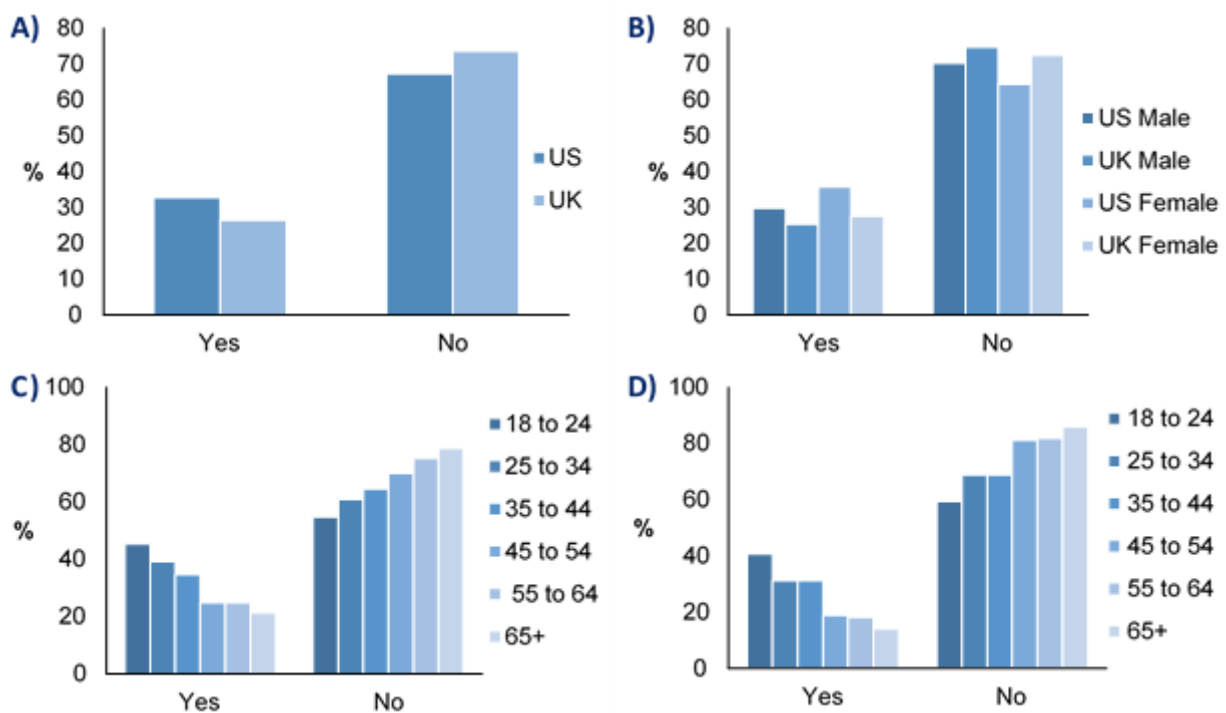 A)
80
70
60
50
40
30
20
10
0
%
Yes
No
US
UK
B)
80
70
60
50
40
30
20
10
0
%
Yes
No
US Male
UK Male
US Female
UK Female
C)
100
80
60
40
20
0
%
Yes
No
18 to 24
25 to 34
35 to 44
45 to 54
55 to 64
65+
D)
100
80
60
40
20
0
%
Yes
No
18 to 24
25 to 34
35 to 44
45 to 54
55 to 64
65+